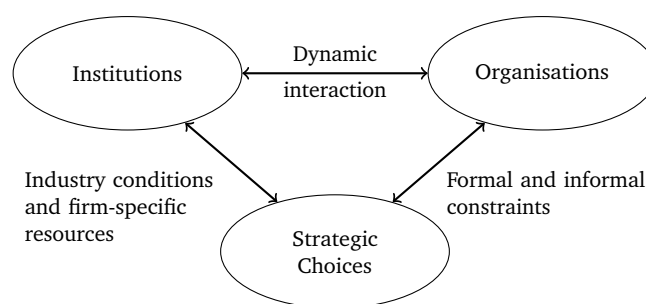 Institutions
Dynamic
interaction
Organisations
Industry conditions
and firm-specific
resources
Formal and informal
constraints
Strategic
Choices